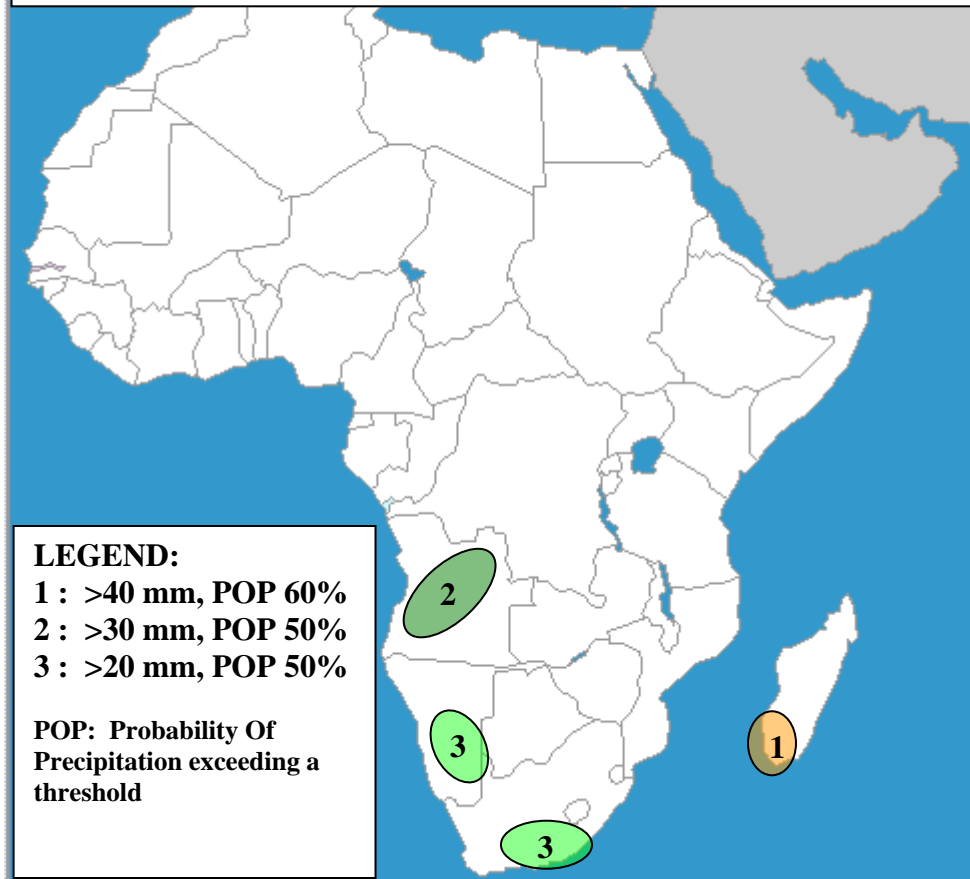 LEGEND:
1 : >40 mm, POP 60%
2 : >30 mm, POP 50%
3 : >20 mm, POP 50%
POP: Probability Of
Precipitation exceeding a
threshold
2
3
1
3